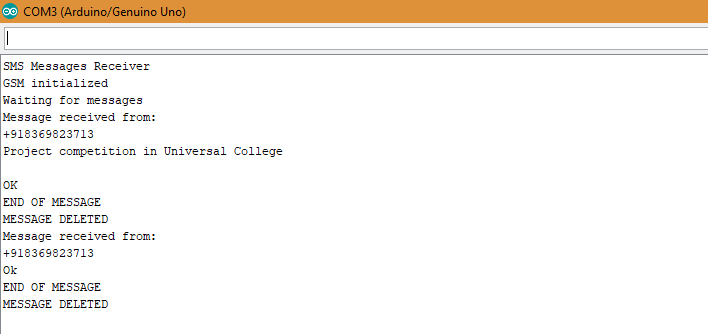 COM3 (Arduino/Genuino Uno)
SMS Messages Receiver
GSM initialized
Waiting for messages
Message received from:
+918369823713
Project competition in Universal College
OK
END OF MESSAGE
MESSAGE DELETED
Message received from:
+918369823713
Ok
END OF MESSAGE
MESSAGE DELETED